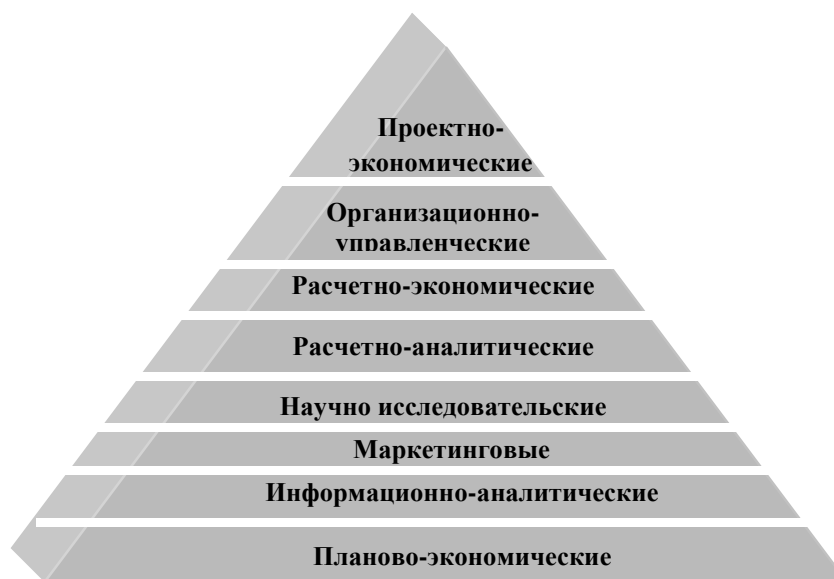 Проектно-
экономические
Организационно-
управленческие
Расчетно-экономические
Расчетно-аналитические
Научно исследовательские
Маркетинговые
Информационно-аналитические
Планово-экономические